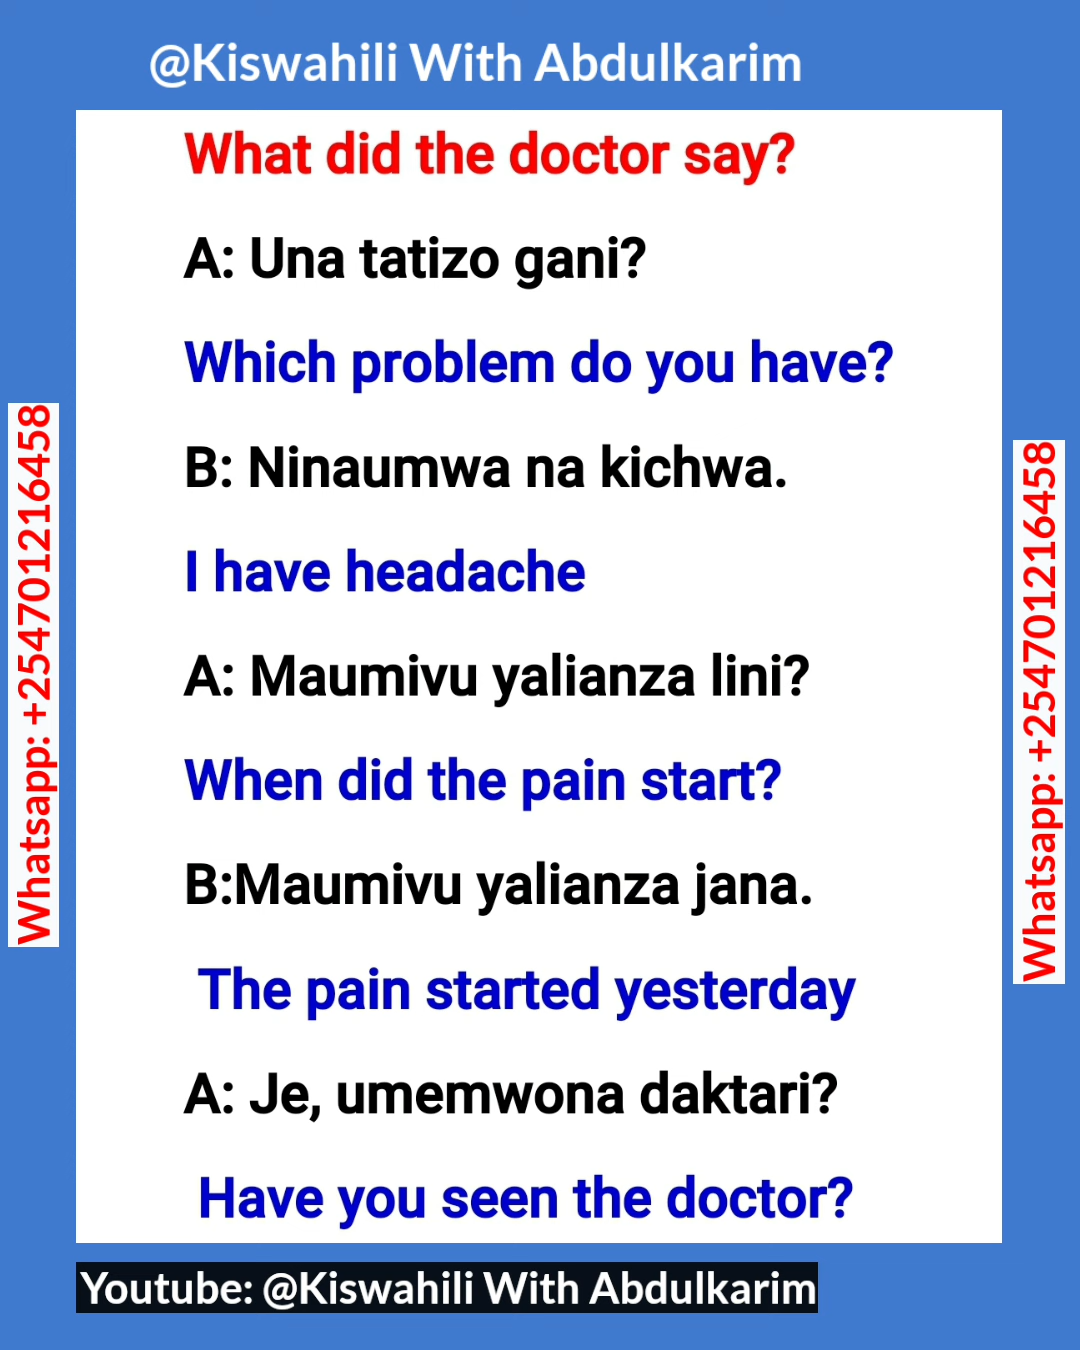 @Kiswahili With Abdulkarim
What did the doctor say?
A: Una tatizo gani?
Which problem do you have?
B: Ninaumwa na kichwa.
I have headache
A: Maumivu yalianza lini?
When did the pain start?
B:Maumivu yalianza jana.
The pain started yesterday
A: Je, umemwona daktari?
Have you seen the doctor?
Whatsapp: +254701216458
Whatsapp: +254701216458
Youtube: @Kiswahili With Abdulkarim